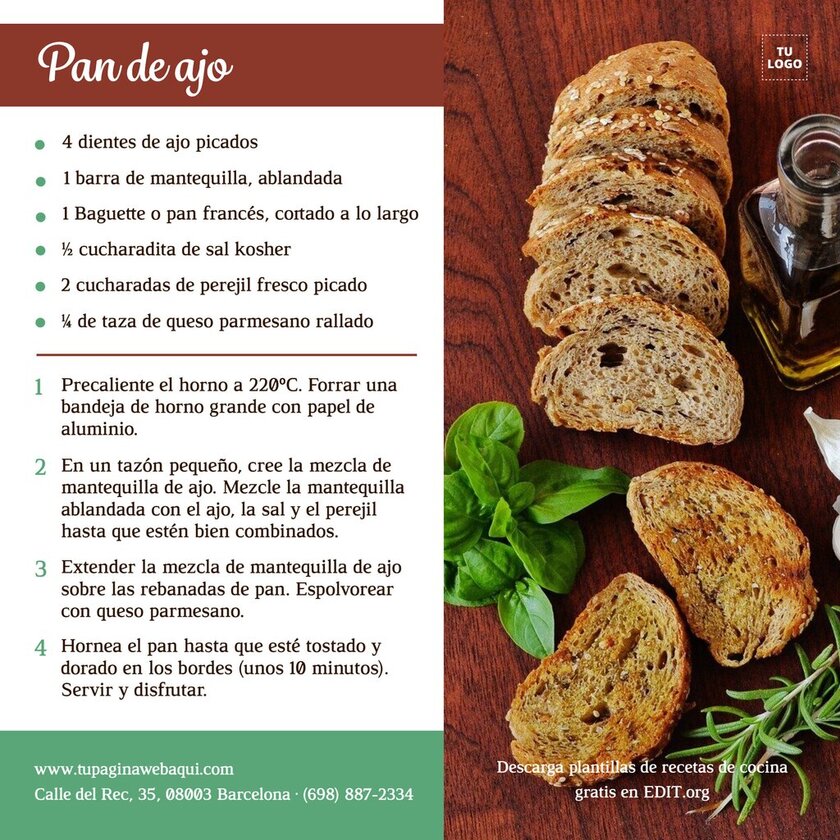 Pan de ajo
4 dientes de ajo picados
1 barra de mantequilla, ablandada
1 Baguette o pan francés, cortado a lo largo
½ cucharadita de sal kosher
2 cucharadas de perejil fresco picado
¼ de taza de queso parmesano rallado
1 Precaliente el horno a 220ºC. Forrar una
bandeja de horno grande con papel de
aluminio.
2 En un tazón pequeño, cree la mezcla de
mantequilla de ajo. Mezcle la mantequilla
ablandada con el ajo, la sal y el perejil
hasta que estén bien combinados.
3 Extender la mezcla de mantequilla de ajo
sobre las rebanadas de pan. Espolvorear
con queso parmesano.
4 Hornea el pan hasta que esté tostado y
dorado en los bordes (unos 10 minutos).
Servir y disfrutar.
www.tupaginawebaqui.com
Calle del Rec, 35, 08003 Barcelona · (698) 887-2334
TU
LOGO
Descarga plantillas de recetas de cocina
gratis en EDIT.org